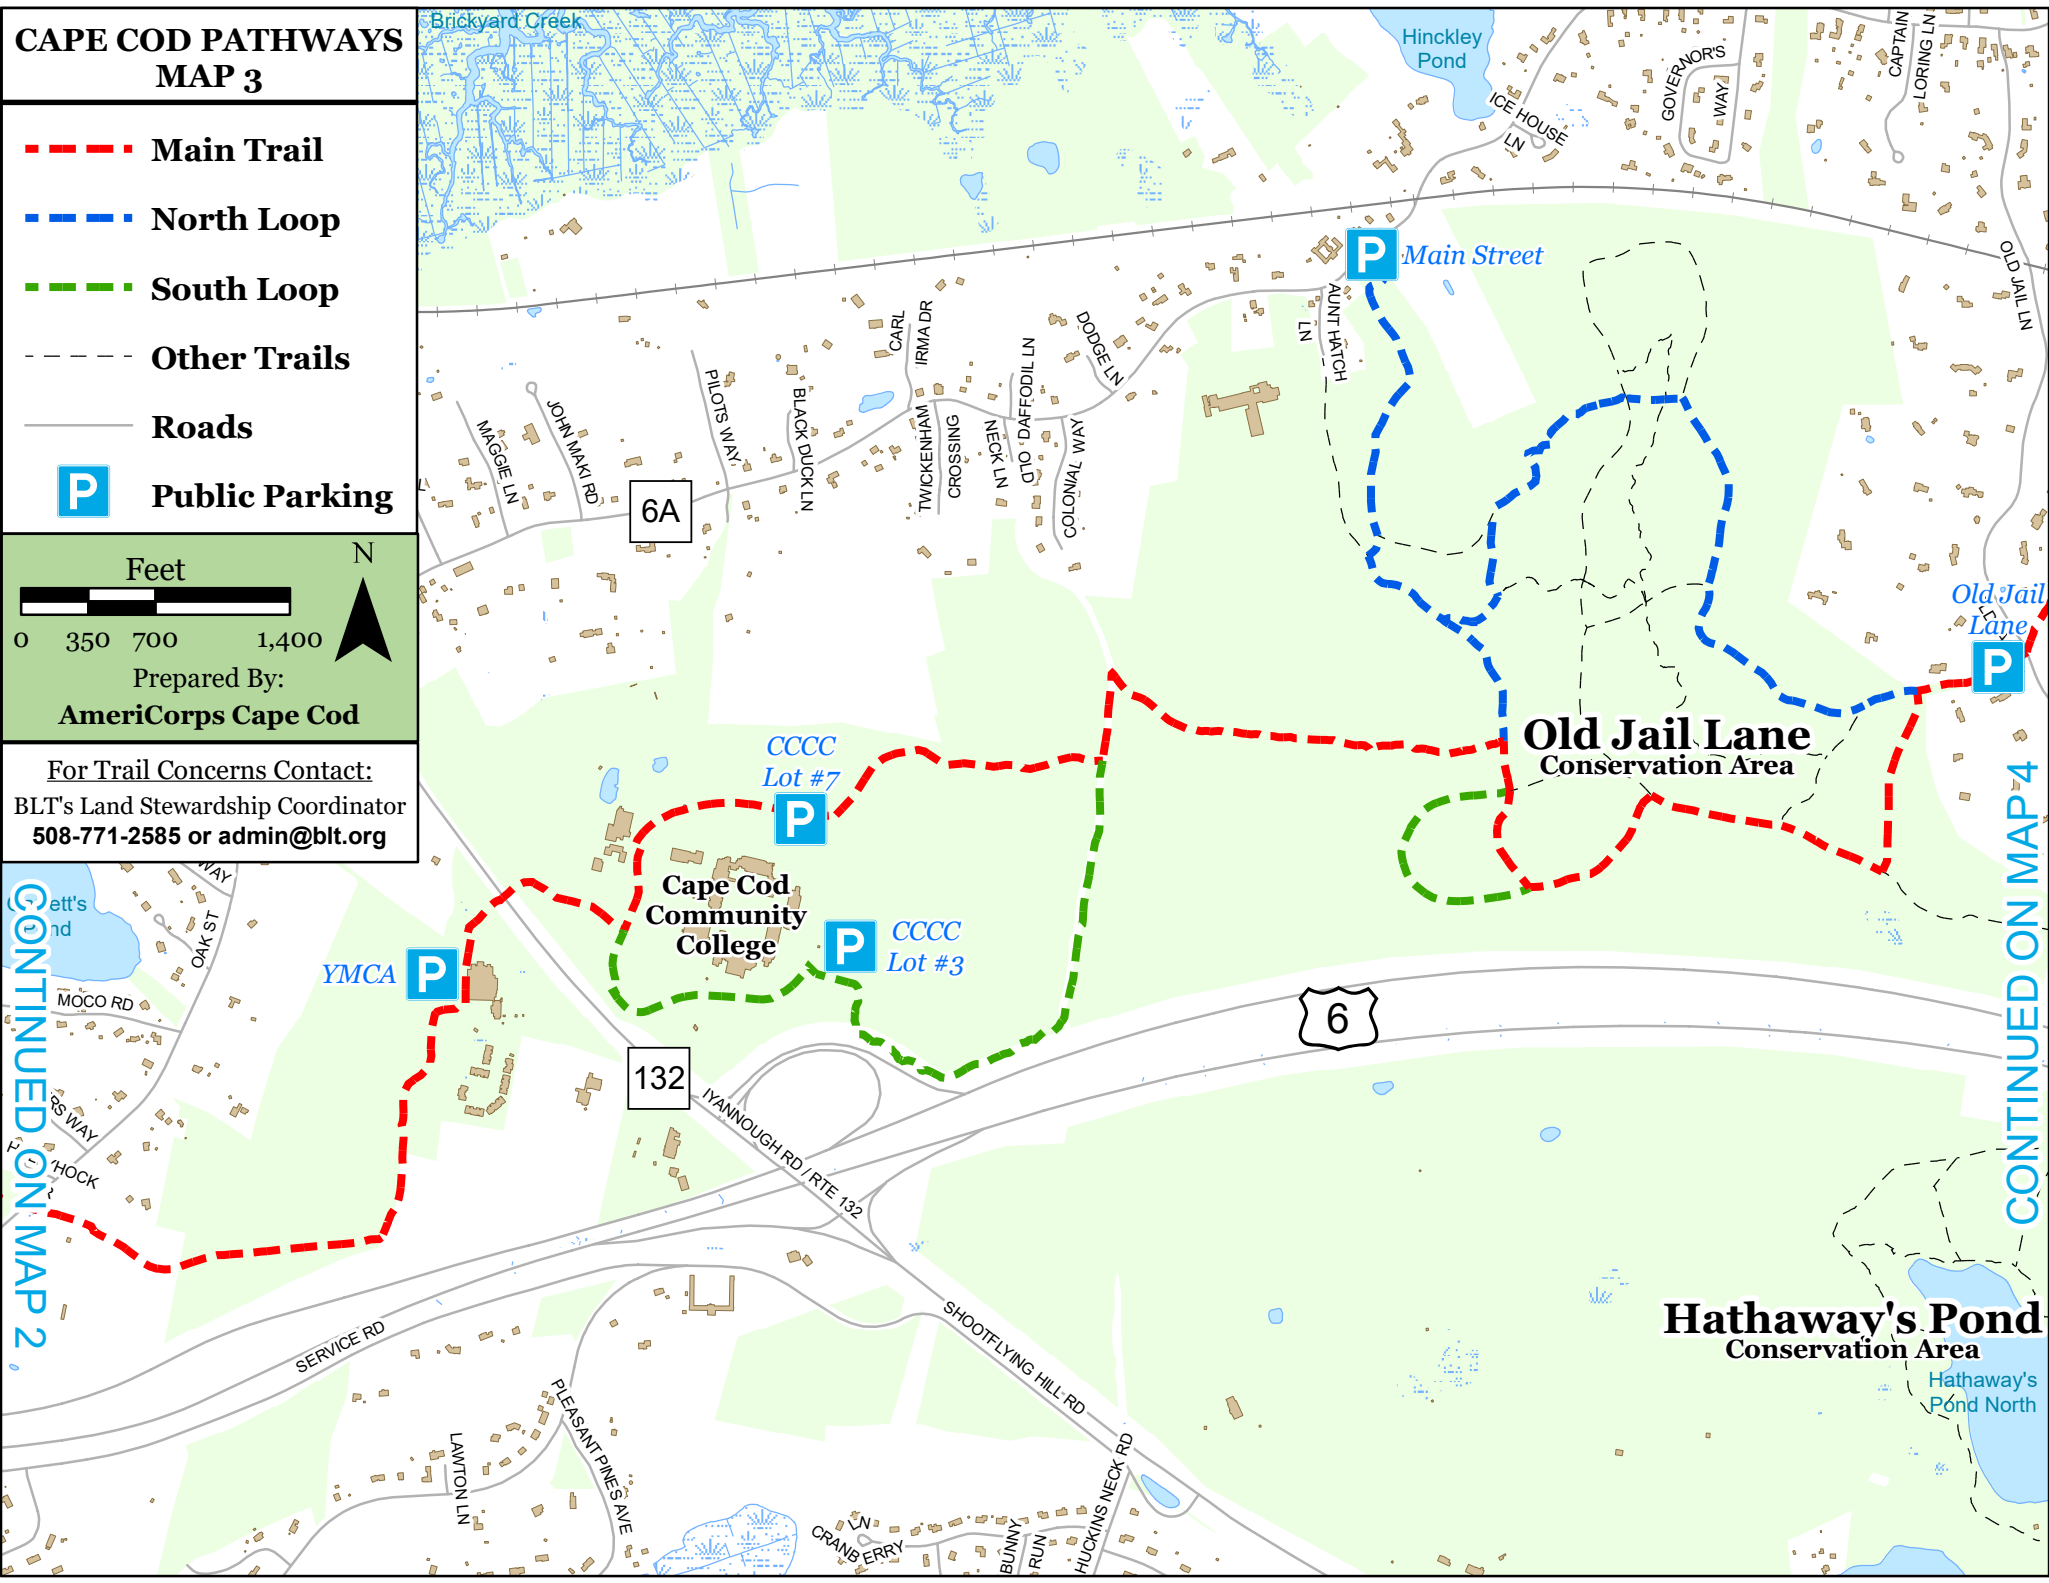 CAPE COD PATHWAYS
MAP 3
Main Trail
North Loop
South Loop
Other Trails
Roads
P
Public Parking
Feet
N
0 350 700 1,400
Prepared By:
AmeriCorps Cape Cod
For Trail Concerns Contact:
BLT's Land Stewardship Coordinator
508-771-2585 or admin@blt.org
Brickyard Creek
Hinckley
Pond
ICE HOUSE
LN
GOVERNOR'S
WAY
CAPTAIN
LORING LN
OLD JAIL LN
P
Main Street
AUNT HATCH
LN
CARL
IRMA DR
DODGE LN
PILOTS WAY
BLACK DUCK LN
JOHN MAKI RD
MAGGIE LN
TWICKENHAM
CROSSING
NECK LN
OLD DAFFODIL LN
COLONIAL WAY
6A
Old Jail
Lane
P
Old Jail Lane
Conservation Area
CCCC
Lot #7
P
Cape Cod
Community
College
P
CCCC
Lot #3
YMCA
P
WAY
OAK ST
MOCO RD
RS WAY
CONTINUED ON MAP 2
CONTINUED ON MAP 4
6
132
IYANNOUGH RD / RTE 132
SERVICE RD
SHOOTFLYING HILL RD
PLEASANT PINES AVE
LAWTON LN
CRANBERRY
LN
BUNNY
RUN
HUCKINS NECK RD
Hathaway's Pond
Conservation Area
Hathaway's
Pond North